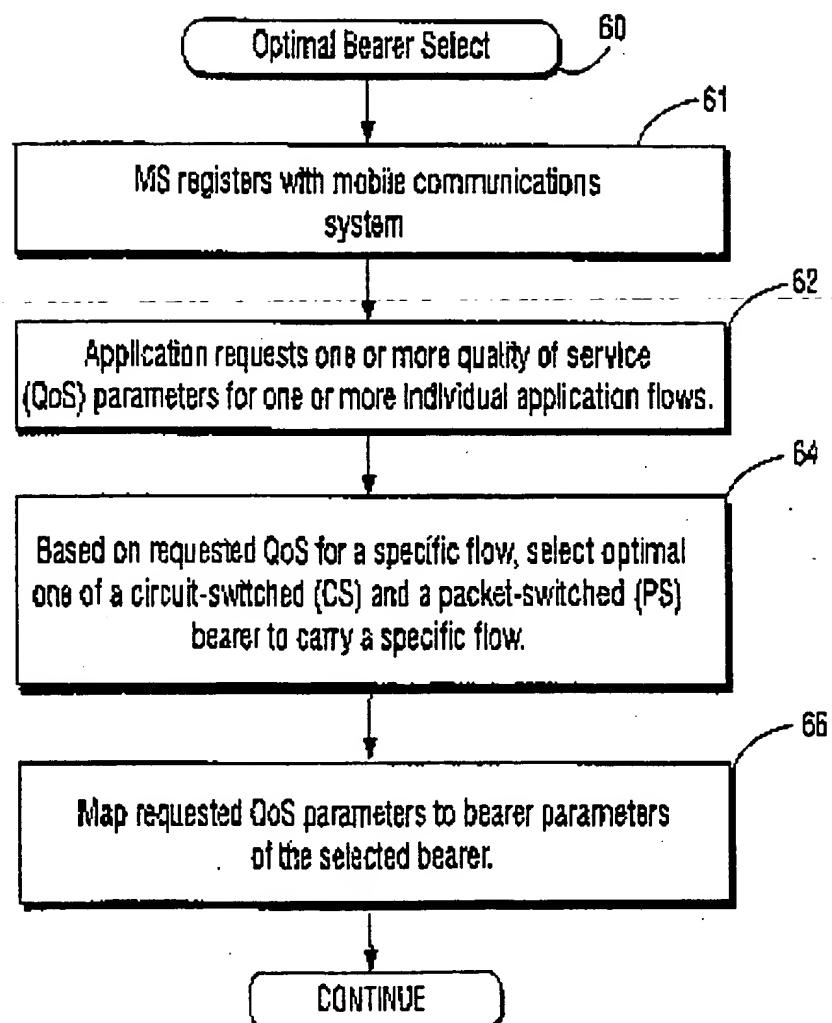 Optimal Bearer Select
60
61
MS registers with mobile communications
system
62
Application requests one or more quality of service
(QoS) parameters for one or more individual application flows.
64
Based on requested QoS for a specific flow, select optimal
one of a circuit-switched (CS) and a packet-switched (PS)
bearer to carry a specific flow.
66
Map requested QoS parameters to bearer parameters
of the selected bearer.
CONTINUE